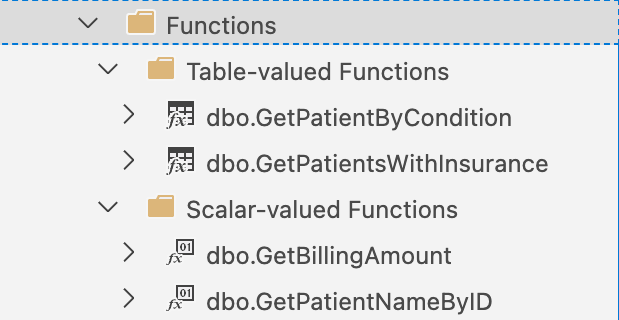 Functions
Table-valued Functions
dbo.GetPatientByCondition
dbo.GetPatientsWithInsurance
Scalar-valued Functions
dbo.GetBillingAmount
dbo.GetPatientNameByID